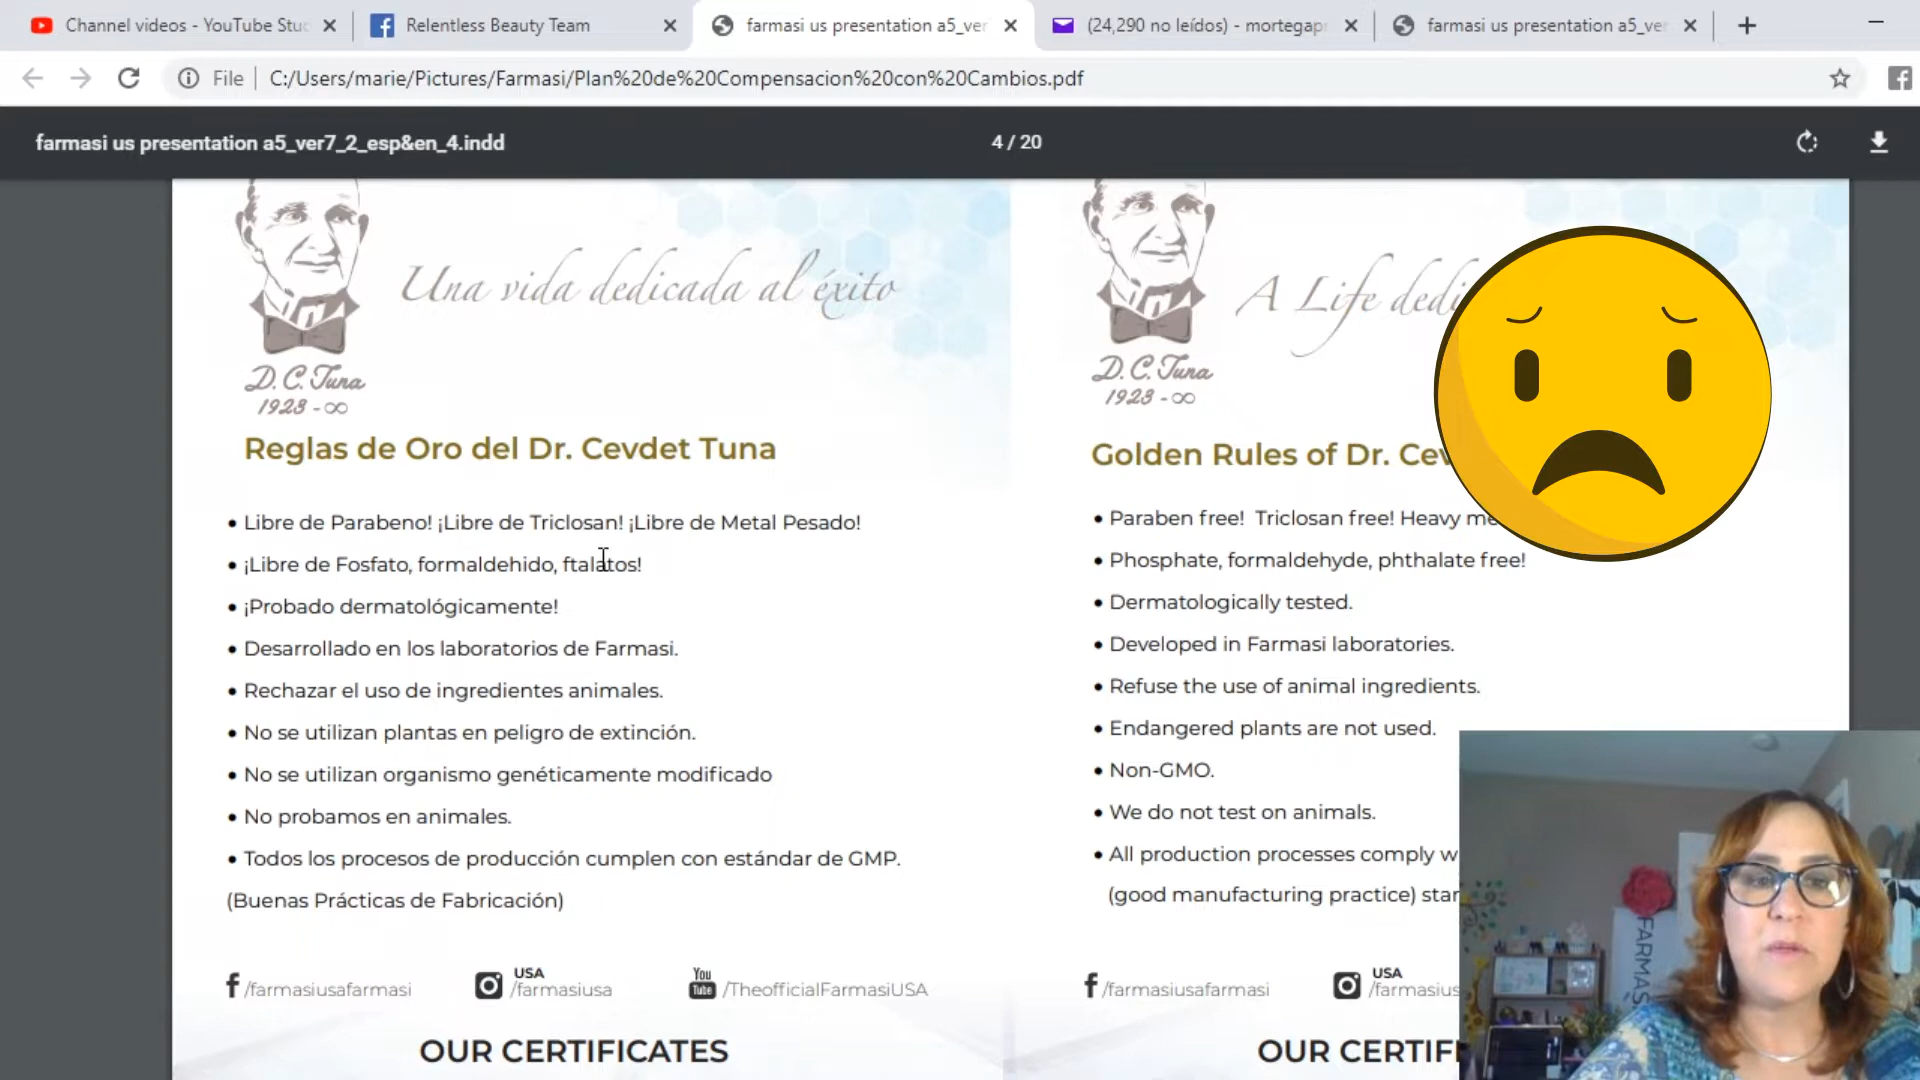 Channel videos - YouTube Stu
Relentless Beauty Team
farmasi us presentation a5_ver
(24,290 no leídos) - mortegapr
farmasi us presentation a5_ve
File
C:/Users/marie/Pictures/Farmasi/Plan%20de%20Compensacion%20con%20Cambios.pdf
farmasi us presentation a5_ver7_2_esp&en_4.indd
4 / 20
Una vida dedicada al éxito
D. C. Tuna
1923 - ∞
Reglas de Oro del Dr. Cevdet Tuna
• Libre de Parabeno! ¡Libre de Triclosan! ¡Libre de Metal Pesado!
• ¡Libre de Fosfato, formaldehido, ftalatos!
• ¡Probado dermatológicamente!
• Desarrollado en los laboratorios de Farmasi.
• Rechazar el uso de ingredientes animales.
• No se utilizan plantas en peligro de extinción.
• No se utilizan organismo genéticamente modificado
• No probamos en animales.
• Todos los procesos de producción cumplen con estándar de GMP.
(Buenas Prácticas de Fabricación)
/farmasiusafarmasi
USA
/farmasiusa
You
Tube
/TheofficialFarmasiUSA
OUR CERTIFICATES
A Life dedi
D. C. Tuna
1923 - ∞
Golden Rules of Dr. Cev
• Paraben free! Triclosan free! Heavy me
• Phosphate, formaldehyde, phthalate free!
• Dermatologically tested.
• Developed in Farmasi laboratories.
• Refuse the use of animal ingredients.
• Endangered plants are not used.
• Non-GMO.
• We do not test on animals.
• All production processes comply w
(good manufacturing practice) star
/farmasiusafarmasi
USA
/farmasius
OUR CERTIF
FARMAS